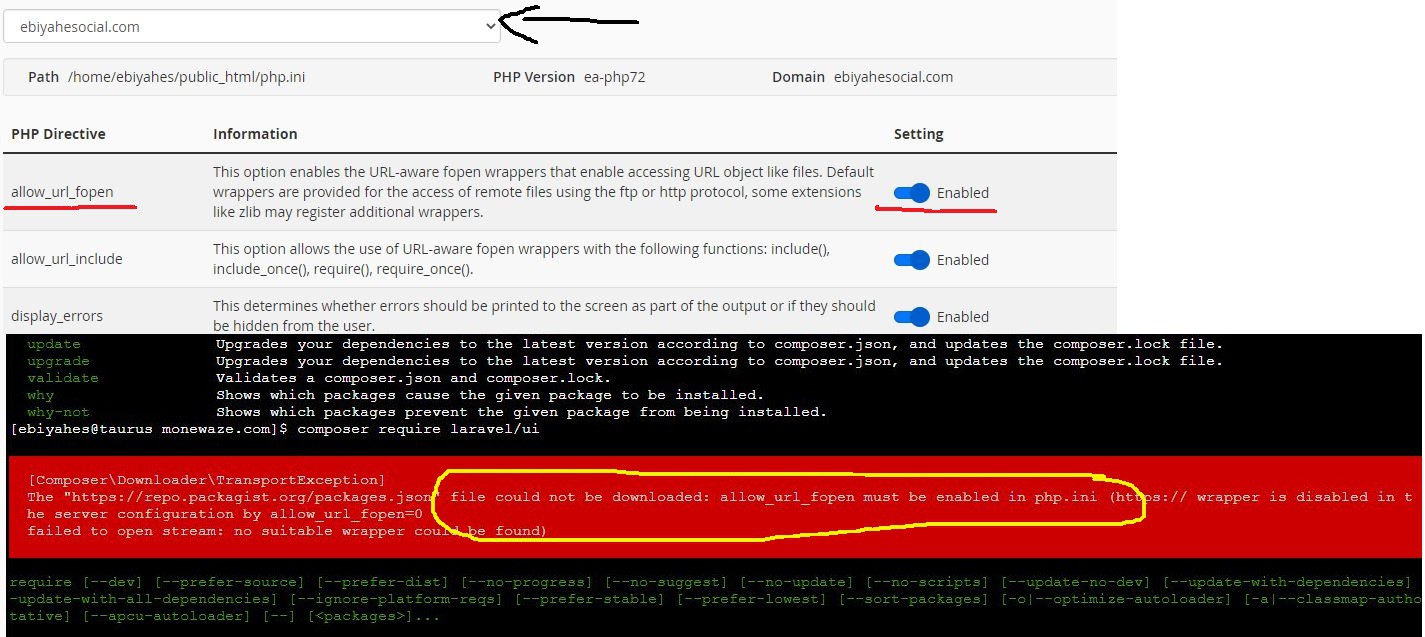 ebiyahesocial.com
Path /home/ebiyahes/public_html/php.ini PHP Version ea-php72 Domain ebiyahesocial.com
PHP Directive Information Setting
This option enables the URL-aware fopen wrappers that enable accessing URL object like files. Default
allow_url_fopen wrappers are provided for the access of remote files using the ftp or http protocol, some extensions Enabled
like zlib may register additional wrappers.
This option allows the use of URL-aware fopen wrappers with the following functions: include(),
allow_url_include Enabled
include_once(), require(), require_once().
This determines whether errors should be printed to the screen as part of the output or if they should
display_errors Enabled
be hidden from the user.
update Upgrades your dependencies to the latest version according to composer.json, and updates the composer.lock file.
upgrade Upgrades your dependencies to the latest version according to composer.json, and updates the composer.lock file.
validate Validates a composer.json and composer.lock.
why Shows which packages cause the given package to be installed.
why-not Shows which packages prevent the given package from being installed.
[ebiyahes@taurus monewaze.com]$ composer require laravel/ui
[Composer\Downloader\TransportException]
The "https://repo.packagist.org/packages.json" file could not be downloaded: allow_url_fopen must be enabled in php.ini (https:// wrapper is disabled in t
he server configuration by allow_url_fopen=0
failed to open stream: no suitable wrapper could be found)
require [--dev] [--prefer-source] [--prefer-dist] [--no-progress] [--no-suggest] [--no-update] [--no-scripts] [--update-no-dev] [--update-with-dependencies]
-update-with-all-dependencies] [--ignore-platform-reqs] [--prefer-stable] [--prefer-lowest] [--sort-packages] [-o|--optimize-autoloader] [-a|--classmap-autho
tative] [--apcu-autoloader] [--] [<packages>]...